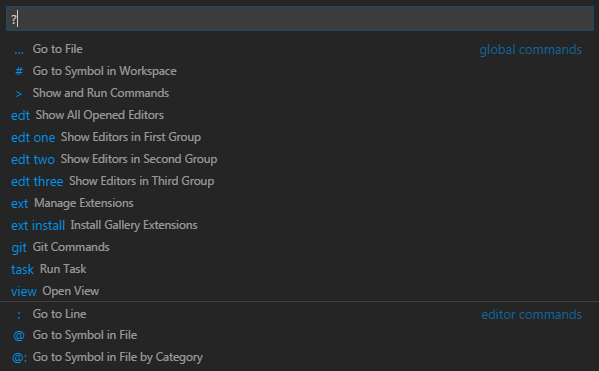 ?
... Go to File global commands
# Go to Symbol in Workspace
> Show and Run Commands
edt Show All Opened Editors
edt one Show Editors in First Group
edt two Show Editors in Second Group
edt three Show Editors in Third Group
ext Manage Extensions
ext install Install Gallery Extensions
git Git Commands
task Run Task
view Open View
: Go to Line editor commands
@ Go to Symbol in File
@: Go to Symbol in File by Category